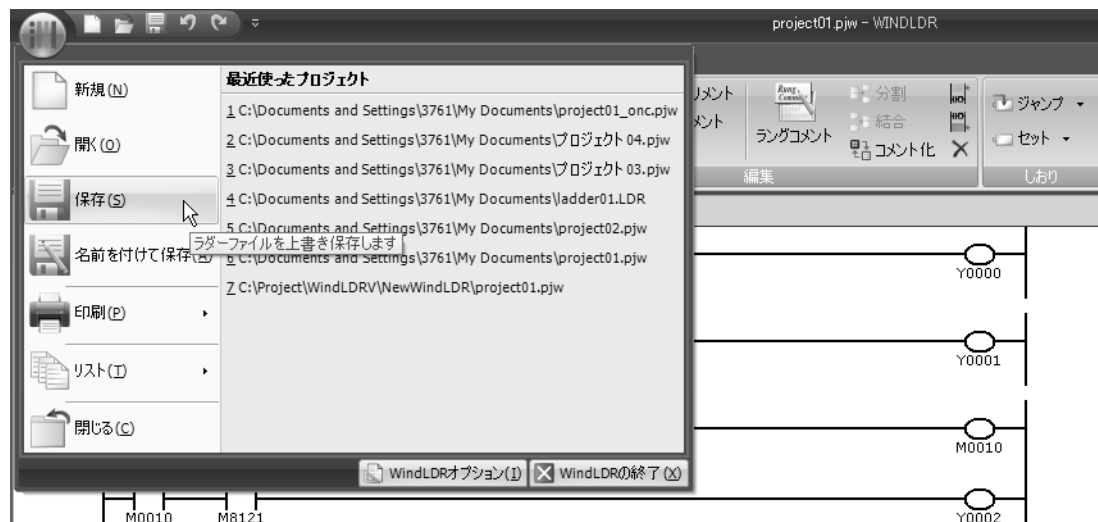 project01.pjw - WINDLDR
新規(N)
開く(O)
保存(S)
ラダーファイルを上書き保存します
名前を付けて保存(A)
印刷(P)
リスト(T)
閉じる(C)
最近使ったプロジェクト
1 C:\Documents and Settings\3761\My Documents\project01_onc.pjw
2 C:\Documents and Settings\3761\My Documents\プロジェクト 04.pjw
3 C:\Documents and Settings\3761\My Documents\プロジェクト 03.pjw
4 C:\Documents and Settings\3761\My Documents\ladder01.LDR
5 C:\Documents and Settings\3761\My Documents\project02.pjw
6 C:\Documents and Settings\3761\My Documents\project01.pjw
7 C:\Project\WindLDRV\NewWindLDR\project01.pjw
WindLDRオプション(I)
WindLDRの終了(X)
リメント
メント
Rung Comment
ラングコメント
分割
結合
コメント化
編集
ジャンプ
セット
しおり
Y0000
Y0001
M0010
M0010 M8121 Y0002